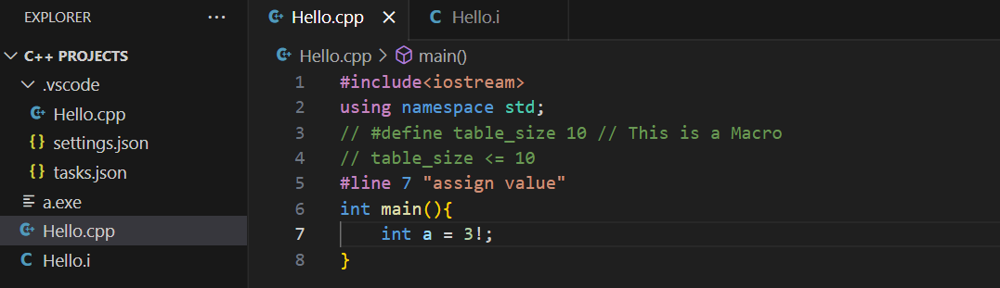 EXPLORER ...
C++ PROJECTS
.vscode
Hello.cpp
{} settings.json
{} tasks.json
a.exe
Hello.cpp
C Hello.i
Hello.cpp ×
C Hello.i
Hello.cpp > main()
1 #include<iostream>
2 using namespace std;
3 // #define table_size 10 // This is a Macro
4 // table_size <= 10
5 #line 7 "assign value"
6 int main(){
7 int a = 3!;
8 }